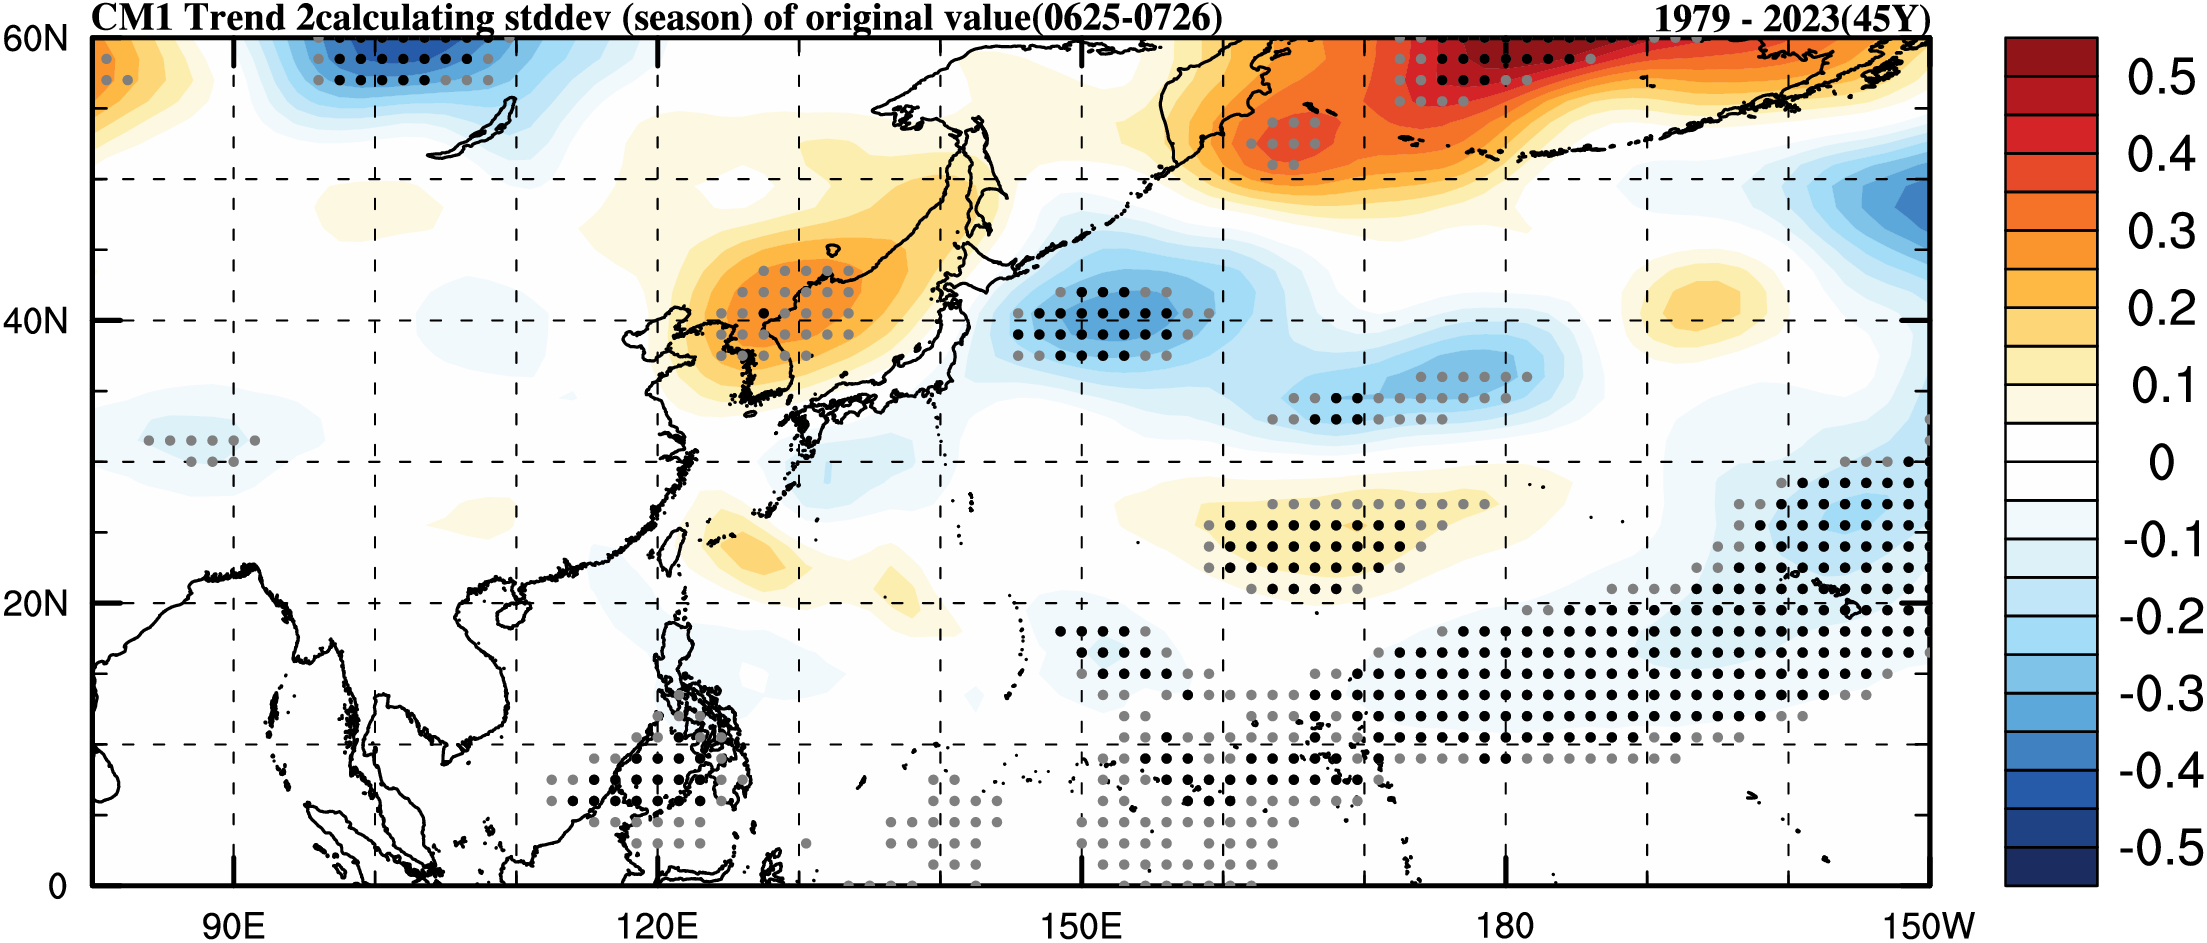 CM1 Trend 2calculating stddev (season) of original value(0625-0726) 1979 - 2023(45Y)
60N
40N
20N
0
90E 120E 150E 180 150W
0.5
0.4
0.3
0.2
0.1
0
-0.1
-0.2
-0.3
-0.4
-0.5